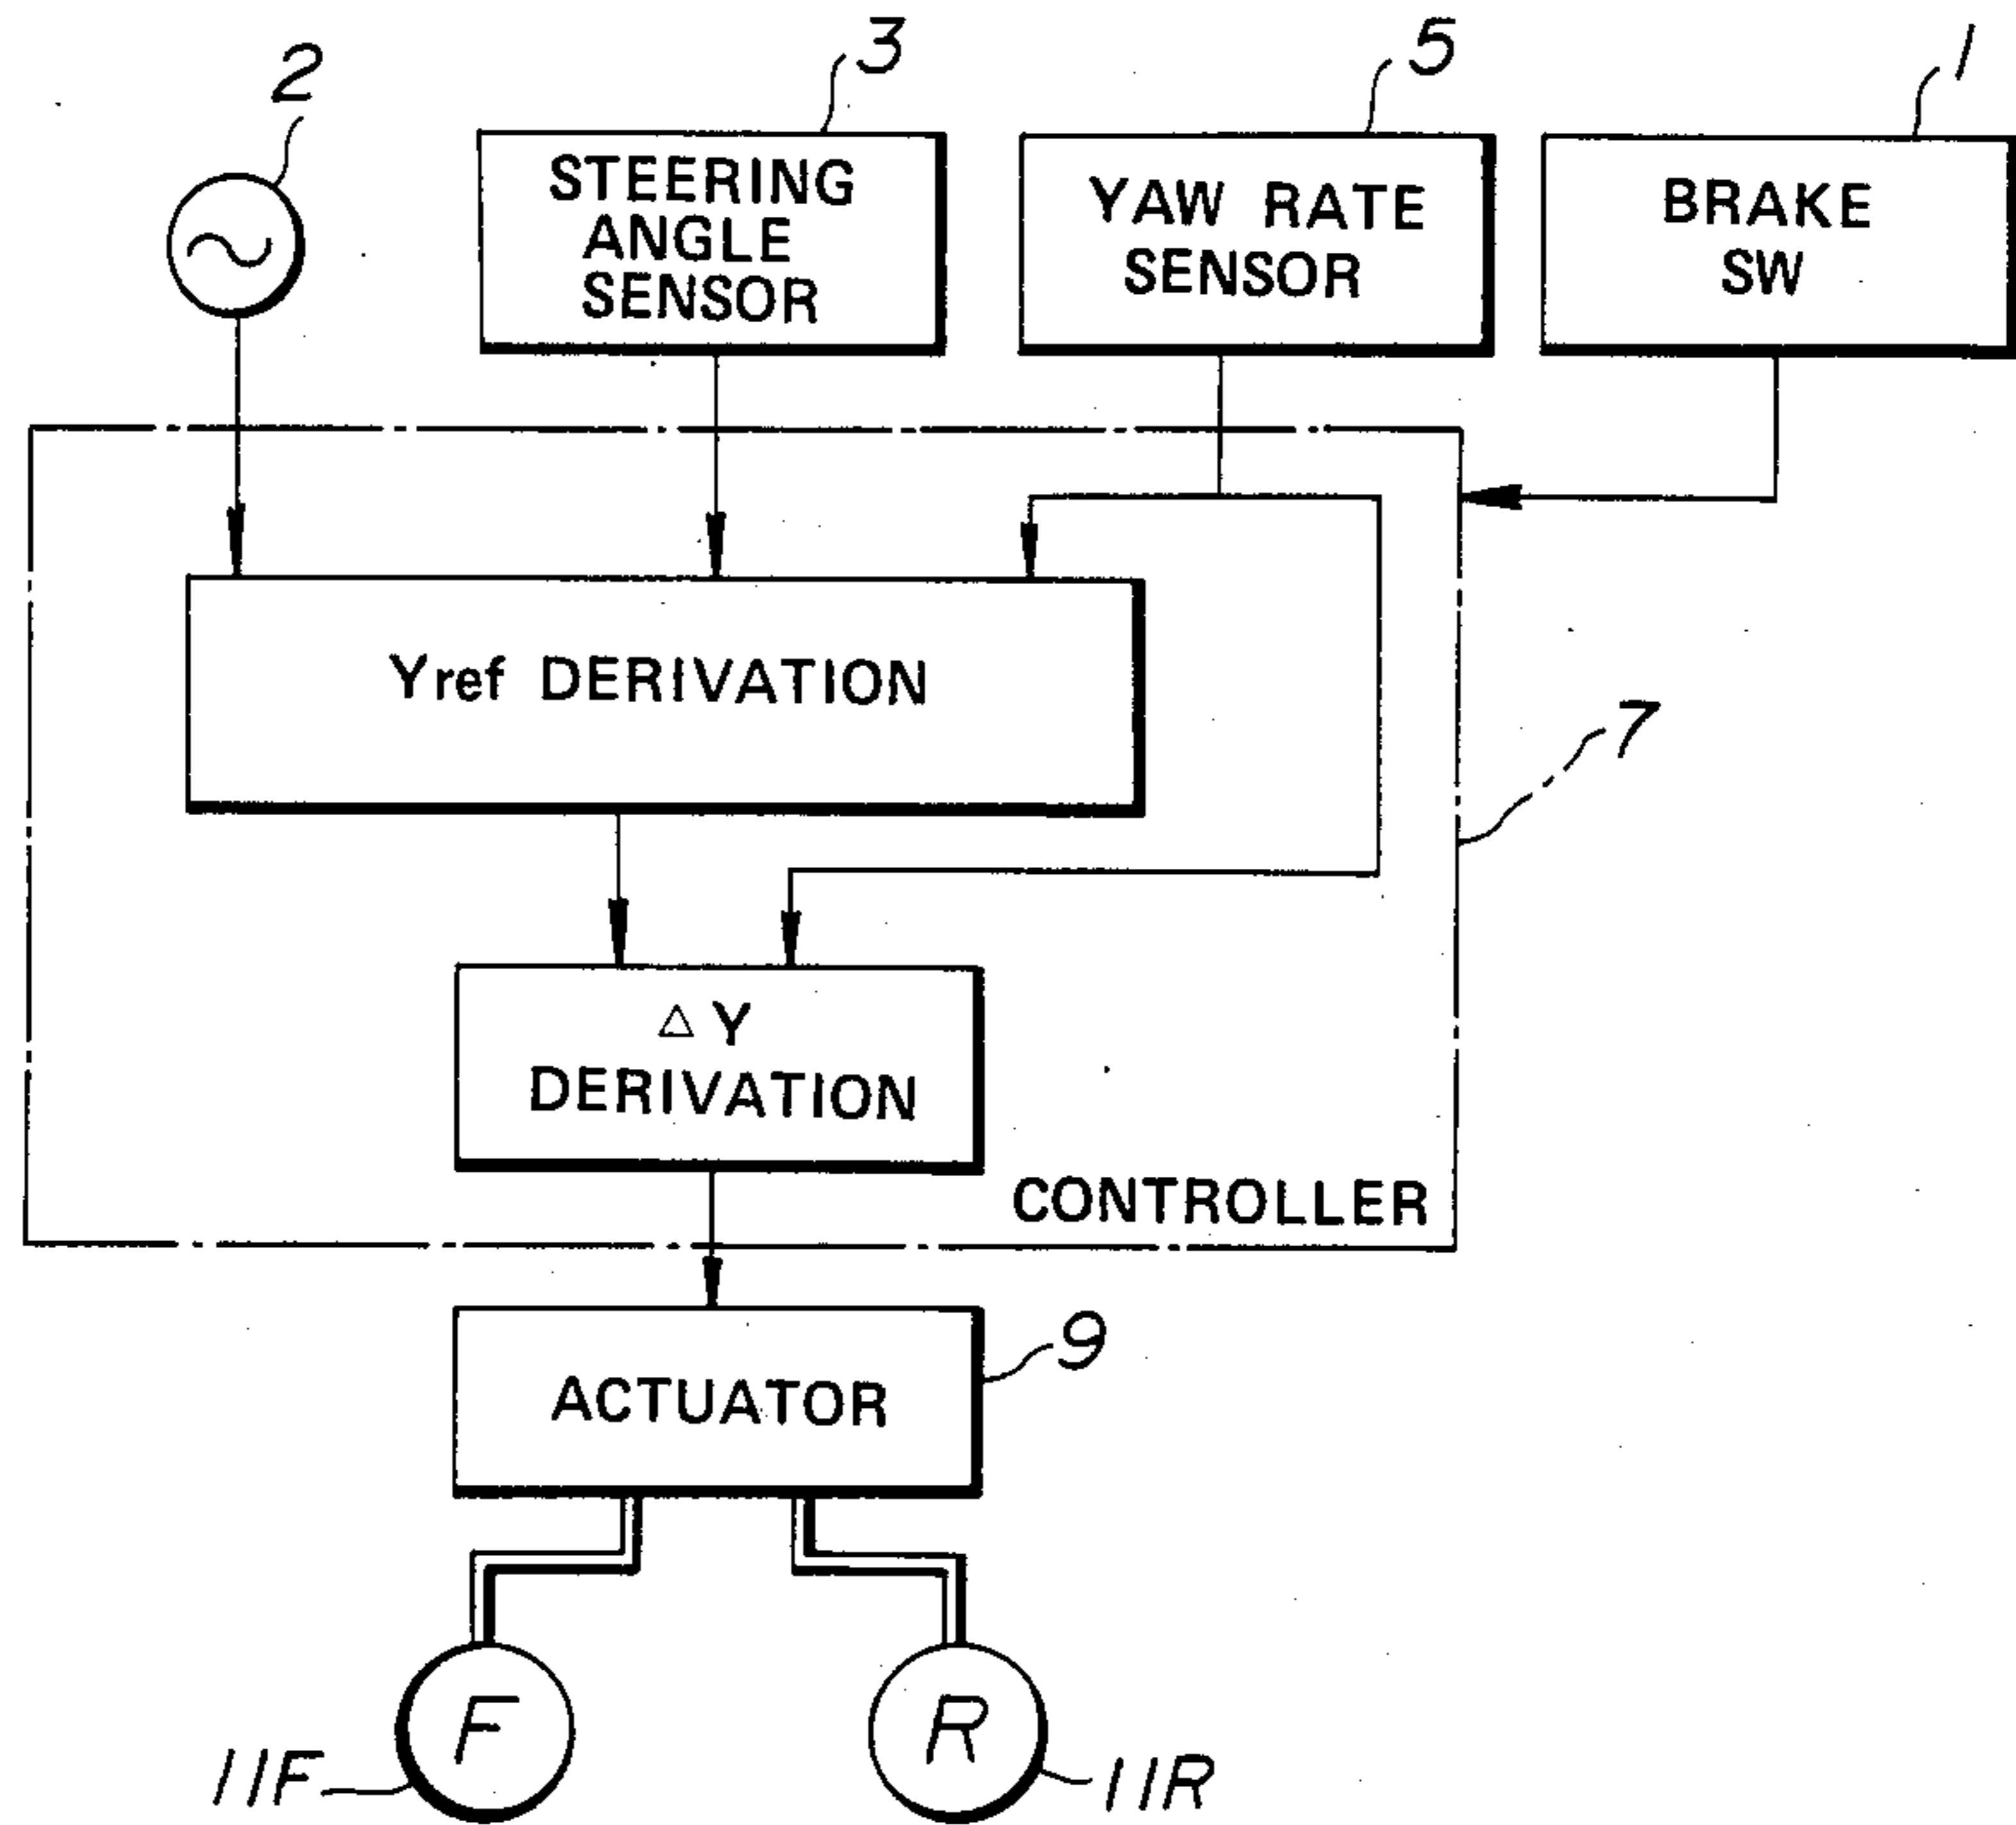 2
3
5
1
STEERING
ANGLE
SENSOR
YAW RATE
SENSOR
BRAKE
SW
Yref DERIVATION
7
△Y
DERIVATION
CONTROLLER
ACTUATOR
9
F
R
11F
11R